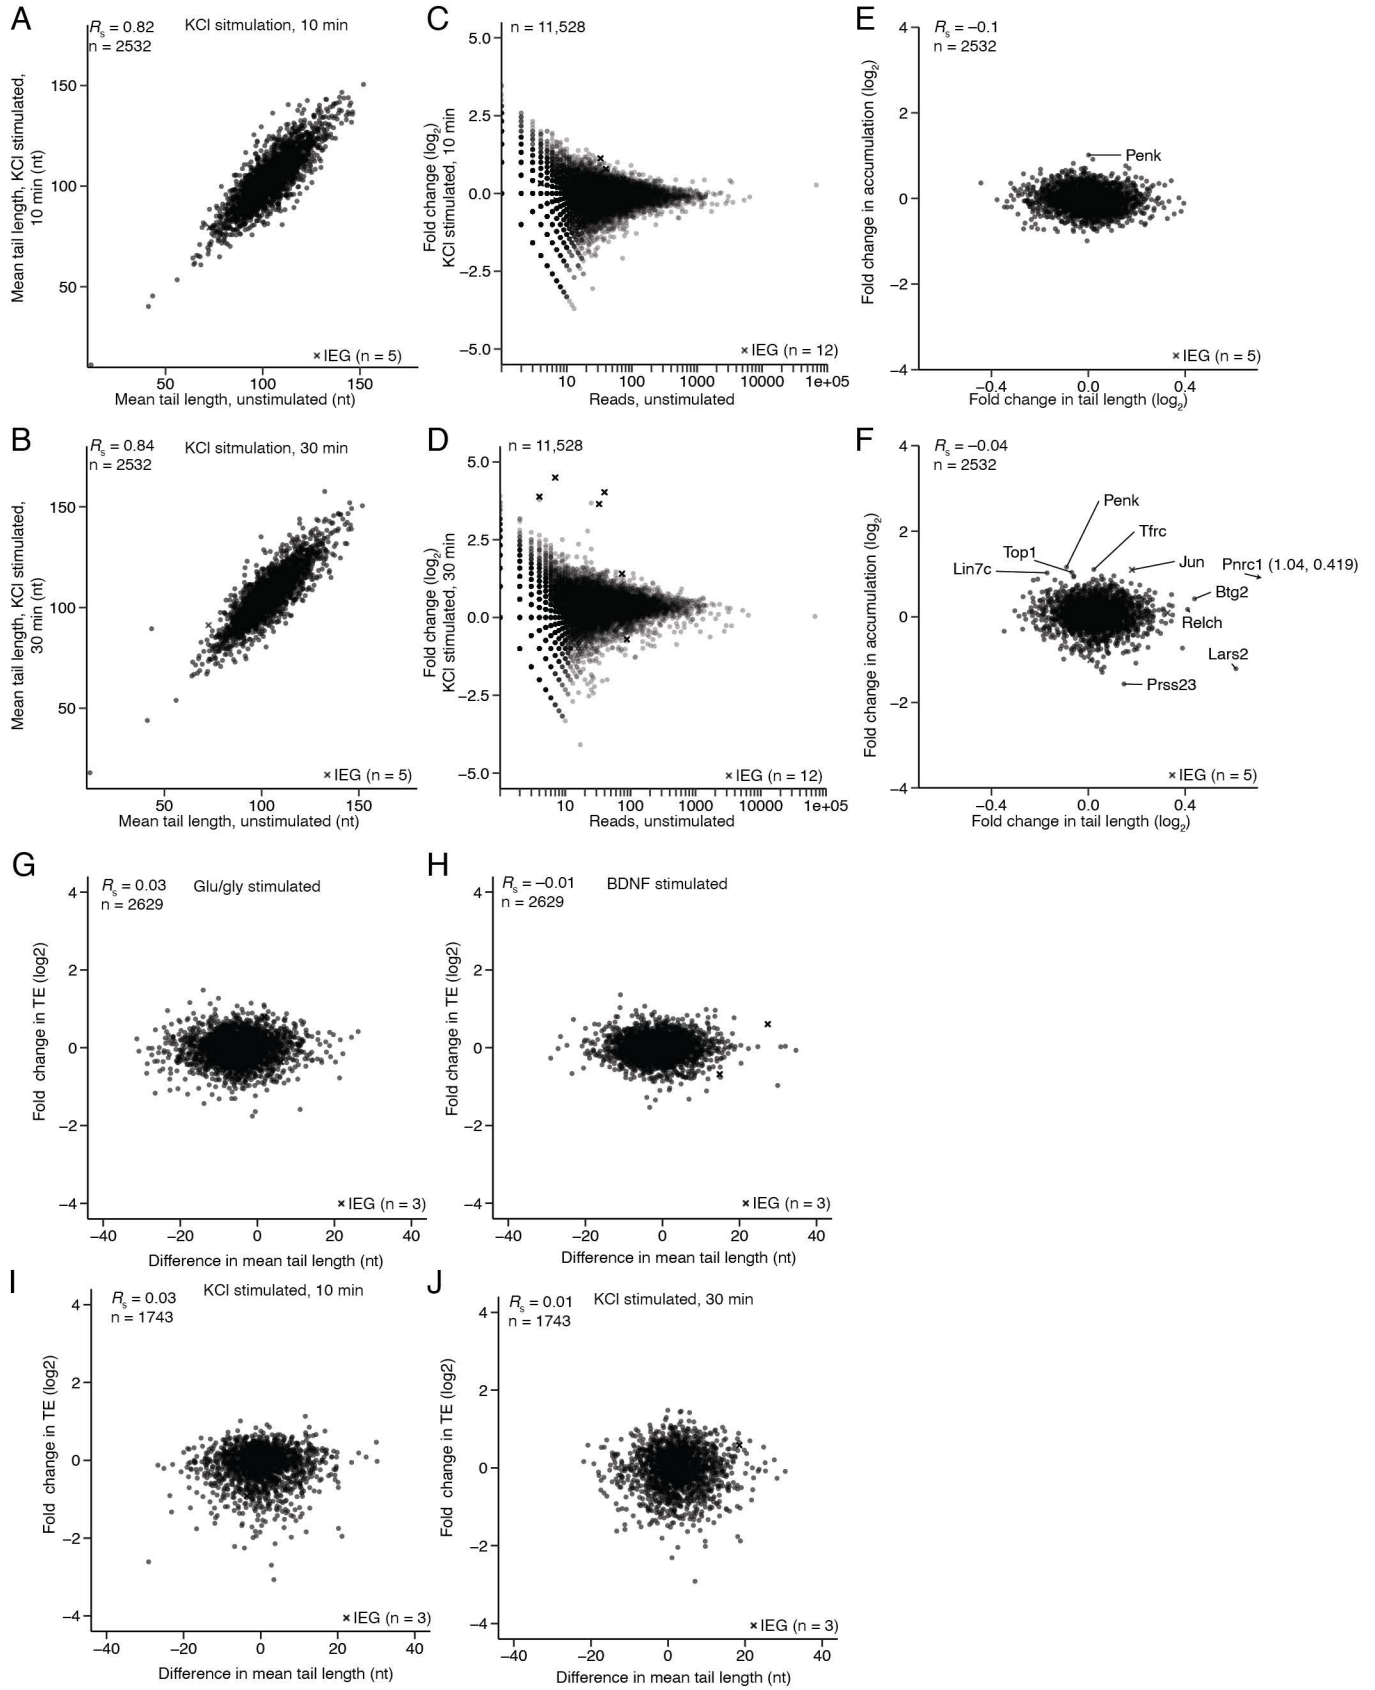 A
Rs = 0.82
n = 2532
KCl sitmulation, 10 min
Mean tail length, KCl stimulated,
10 min (nt)
150
100
50
× IEG (n = 5)
50 100 150
Mean tail length, unstimulated (nt)
C
n = 11,528
Fold change (log2)
KCl stimulated, 10 min
5.0
2.5
0.0
−2.5
−5.0
× IEG (n = 12)
10 100 1000 10000 1e+05
Reads, unstimulated
E
Rs = −0.1
n = 2532
Fold change in accumulation (log2)
4
2
0
−2
−4
Penk
× IEG (n = 5)
−0.4 0.0 0.4
Fold change in tail length (log2)
B
Rs = 0.84
n = 2532
KCl sitmulation, 30 min
Mean tail length, KCl stimulated,
30 min (nt)
150
100
50
× IEG (n = 5)
50 100 150
Mean tail length, unstimulated (nt)
D
n = 11,528
Fold change (log2)
KCl stimulated, 30 min
5.0
2.5
0.0
−2.5
−5.0
× IEG (n = 12)
10 100 1000 10000 1e+05
Reads, unstimulated
F
Rs = −0.04
n = 2532
Fold change in accumulation (log2)
4
2
0
−2
−4
Penk
Tfrc
Top1
Jun
Lin7c
Pnrc1 (1.04, 0.419)
Btg2
Relch
Lars2
Prss23
× IEG (n = 5)
−0.4 0.0 0.4
Fold change in tail length (log2)
G
Rs = 0.03
n = 2629
Glu/gly stimulated
Fold change in TE (log2)
4
2
0
−2
−4
× IEG (n = 3)
−40 −20 0 20 40
Difference in mean tail length (nt)
H
Rs = −0.01
n = 2629
BDNF stimulated
Fold change in TE (log2)
4
2
0
−2
−4
× IEG (n = 3)
−40 −20 0 20 40
Difference in mean tail length (nt)
I
Rs = 0.03
n = 1743
KCl stimulated, 10 min
Fold change in TE (log2)
4
2
0
−2
−4
× IEG (n = 3)
−40 −20 0 20 40
Difference in mean tail length (nt)
J
Rs = 0.01
n = 1743
KCl stimulated, 30 min
Fold change in TE (log2)
4
2
0
−2
−4
× IEG (n = 3)
−40 −20 0 20 40
Difference in mean tail length (nt)